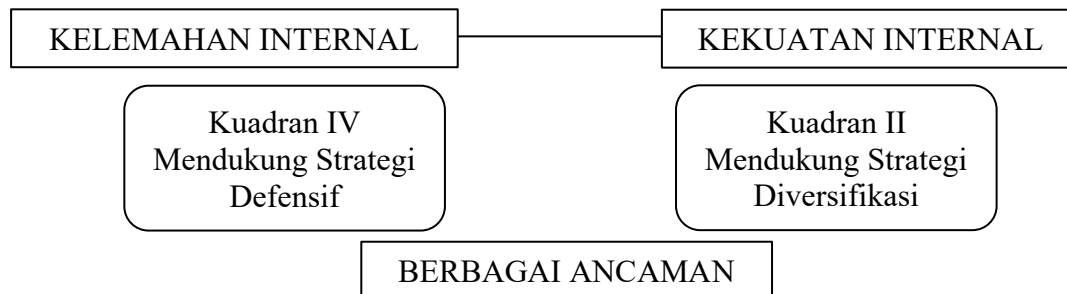 KELEMAHAN INTERNAL
KEKUATAN INTERNAL
Kuadran IV
Mendukung Strategi
Defensif
Kuadran II
Mendukung Strategi
Diversifikasi
BERBAGAI ANCAMAN